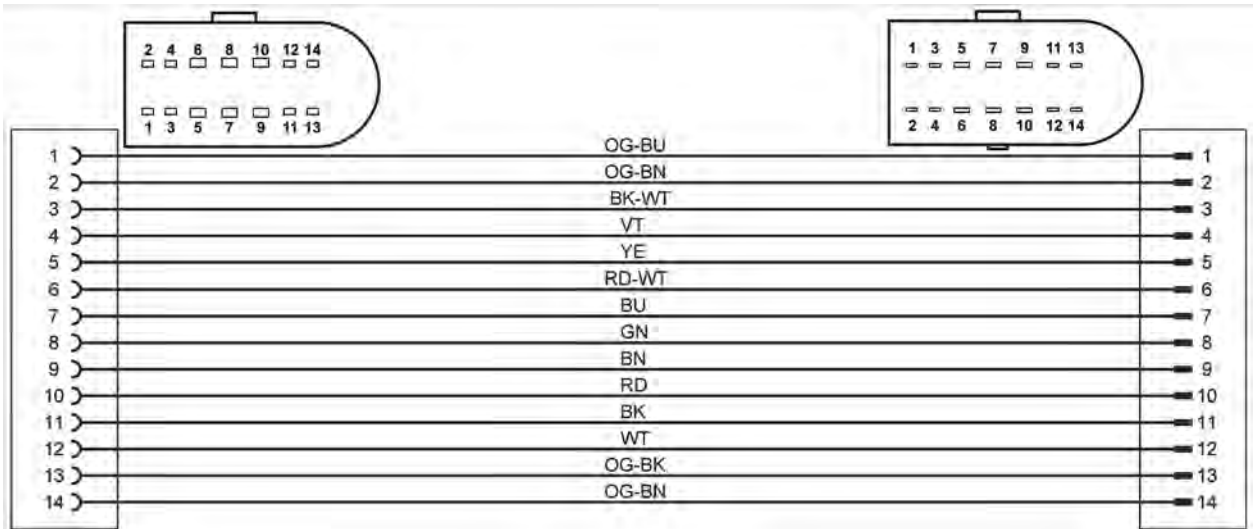 2 4 6 8 10 12 14
1 3 5 7 9 11 13
1 3 5 7 9 11 13
2 4 6 8 10 12 14
1 OG-BU 1
2 OG-BN 2
3 BK-WT 3
4 VT 4
5 YE 5
6 RD-WT 6
7 BU 7
8 GN 8
9 BN 9
10 RD 10
11 BK 11
12 WT 12
13 OG-BK 13
14 OG-BN 14